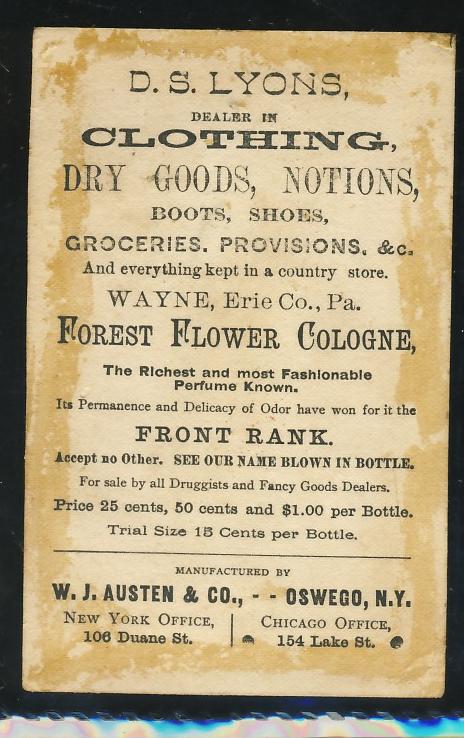 D. S. LYONS,
DEALER IN
CLOTHING,
DRY GOODS, NOTIONS,
BOOTS, SHOES,
GROCERIES. PROVISIONS. &c.
And everything kept in a country store.
WAYNE, Erie Co., Pa.
FOREST FLOWER COLOGNE,
The Richest and most Fashionable
Perfume Known.
Its Permanence and Delicacy of Odor have won for it the
FRONT RANK.
Accept no Other. SEE OUR NAME BLOWN IN BOTTLE.
For sale by all Druggists and Fancy Goods Dealers.
Price 25 cents, 50 cents and $1.00 per Bottle.
Trial Size 15 Cents per Bottle.
MANUFACTURED BY
W. J. AUSTEN & CO., - - OSWEGO, N.Y.
NEW YORK OFFICE,
106 Duane St.
CHICAGO OFFICE,
154 Lake St.